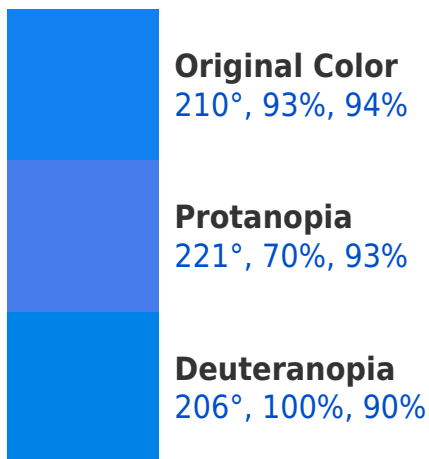 Original Color
210°, 93%, 94%
Protanopia
221°, 70%, 93%
Deuteranopia
206°, 100%, 90%